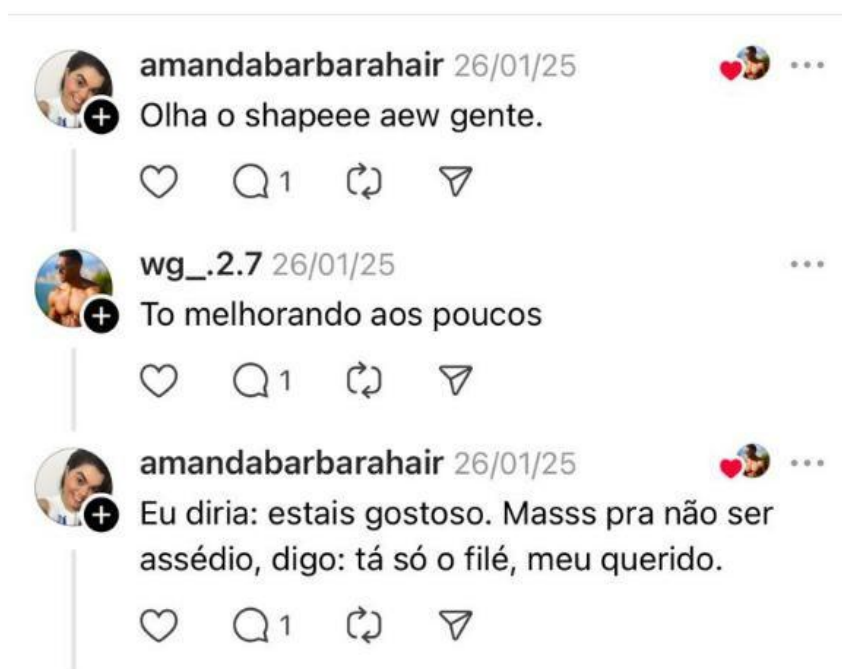 amandabarbarahair 26/01/25
Olha o shapeee aew gente.
1
wg_.2.7 26/01/25
To melhorando aos poucos
1
amandabarbarahair 26/01/25
Eu diria: estais gostoso. Masss pra não ser
assédio, digo: tá só o filé, meu querido.
1